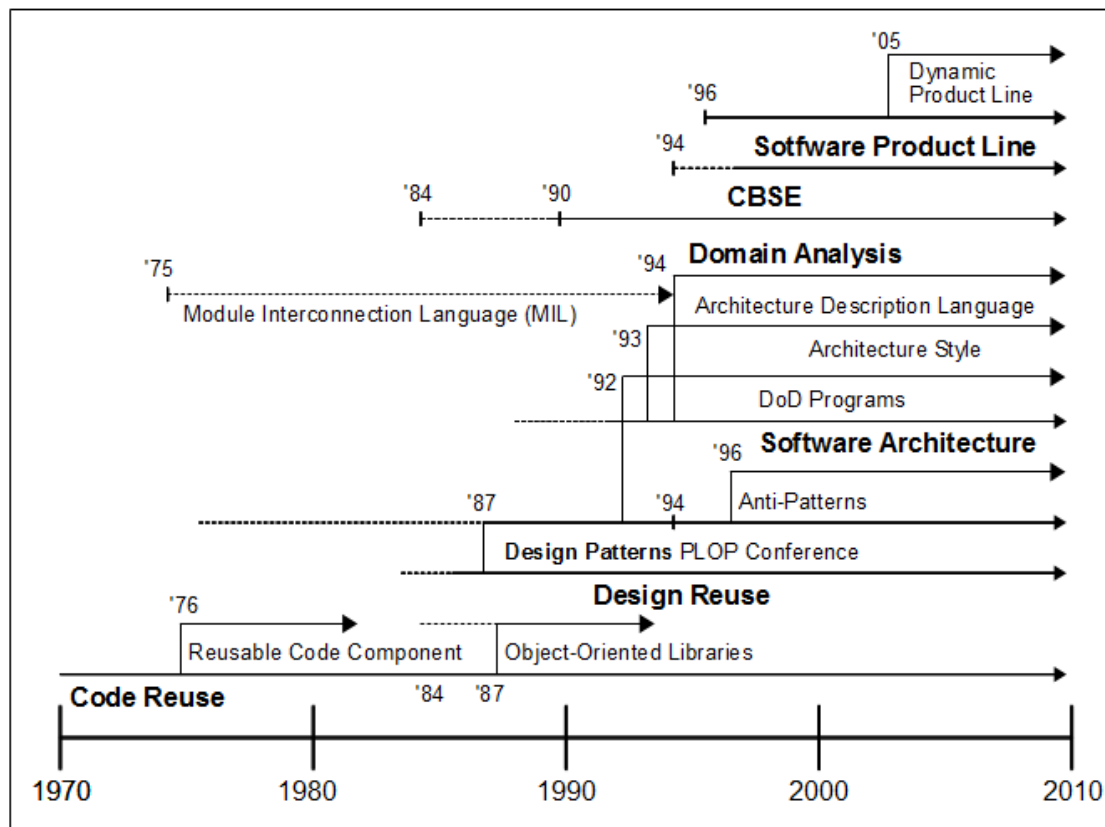 '05
Dynamic
Product Line
'96
Sotfware Product Line
'94
CBSE
'84
'90
Domain Analysis
'94
'75
Module Interconnection Language (MIL)
Architecture Description Language
'93
Architecture Style
'92
DoD Programs
Software Architecture
'96
Anti-Patterns
'87
'94
Design Patterns PLOP Conference
Design Reuse
'76
Reusable Code Component
Object-Oriented Libraries
Code Reuse
'84
'87
1970
1980
1990
2000
2010